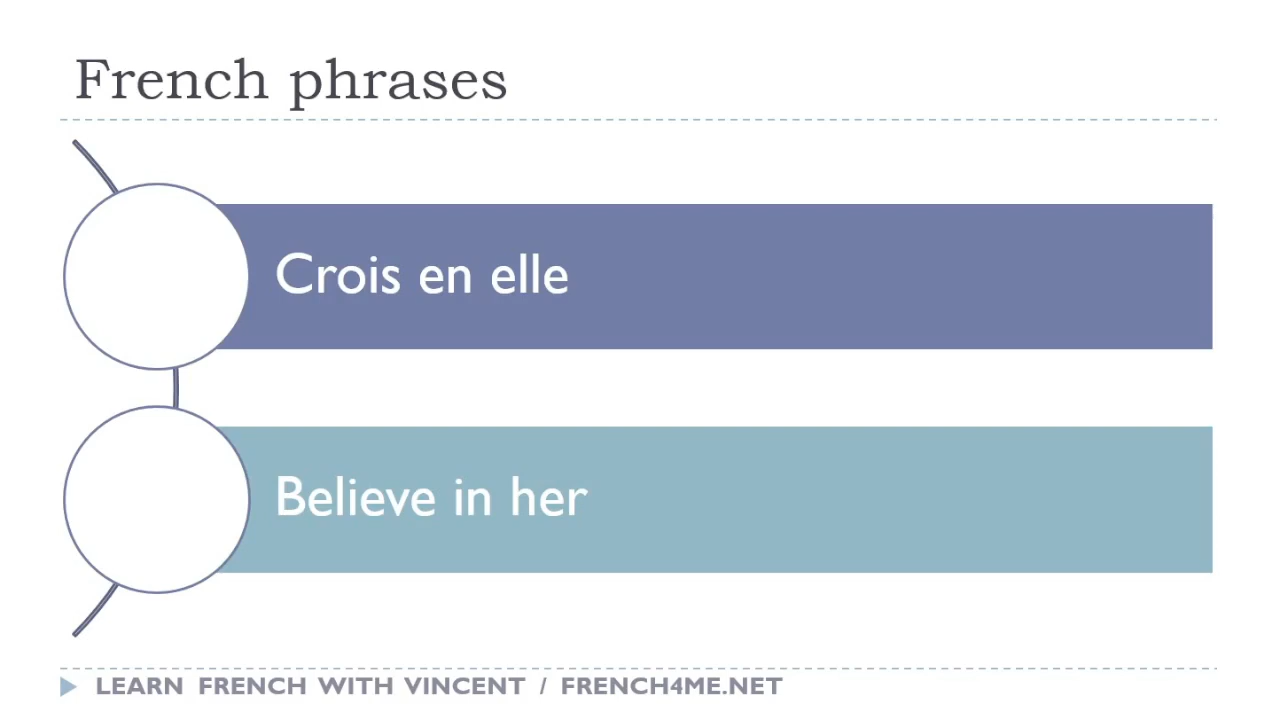 French phrases
Crois en elle
Believe in her
LEARN FRENCH WITH VINCENT / FRENCH4ME.NET